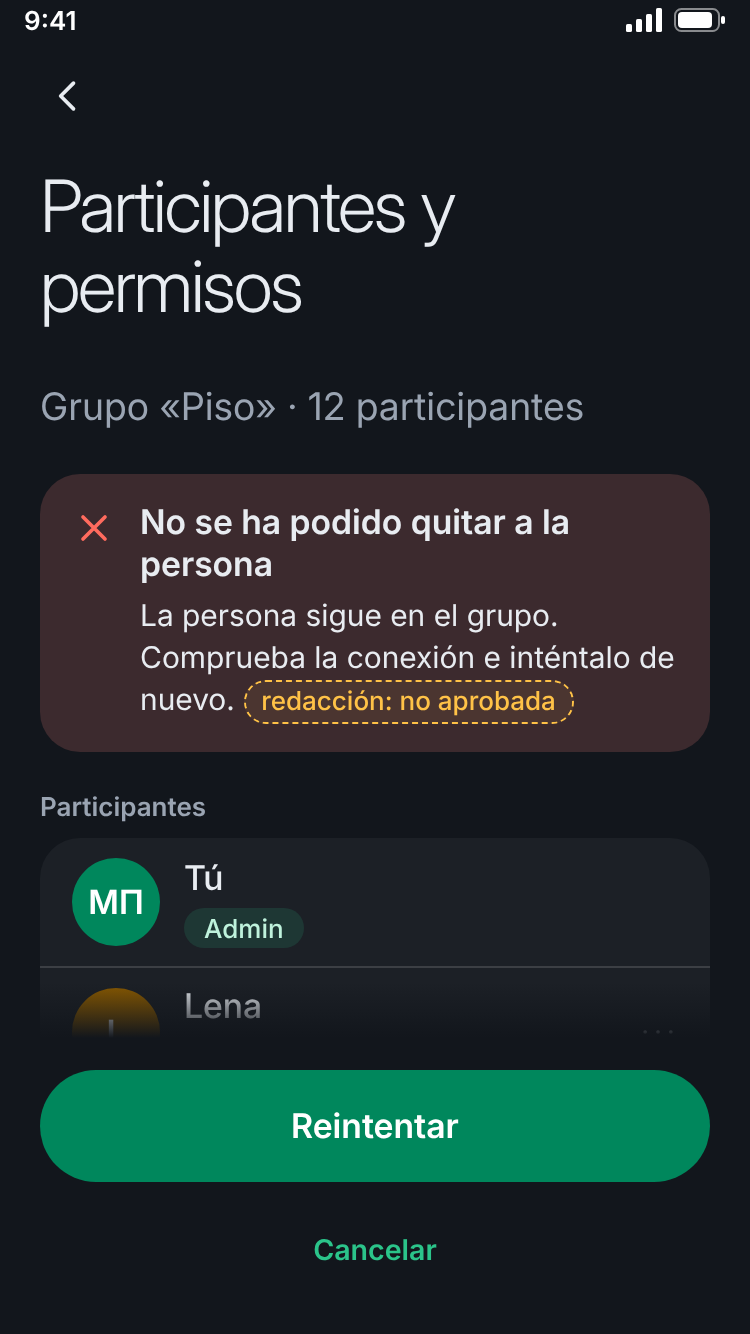 9:41
Participantes y
permisos
Grupo «Piso» · 12 participantes
No se ha podido quitar a la
persona
La persona sigue en el grupo.
Comprueba la conexión e inténtalo de
nuevo. redacción: no aprobada
Participantes
МП
Tú
Admin
Lena
Reintentar
Cancelar